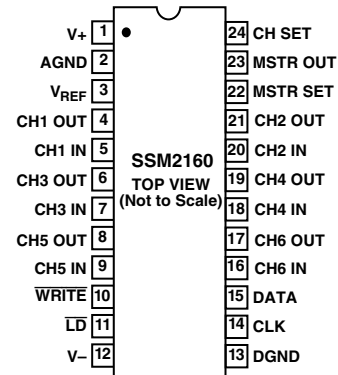 V+ 1 24 CH SET
AGND 2 23 MSTR OUT
VREF 3 22 MSTR SET
CH1 OUT 4 21 CH2 OUT
CH1 IN 5 20 CH2 IN
CH3 OUT 6 19 CH4 OUT
CH3 IN 7 18 CH4 IN
CH5 OUT 8 17 CH6 OUT
CH5 IN 9 16 CH6 IN
WRITE 10 15 DATA
LD 11 14 CLK
V– 12 13 DGND
SSM2160
TOP VIEW
(Not to Scale)